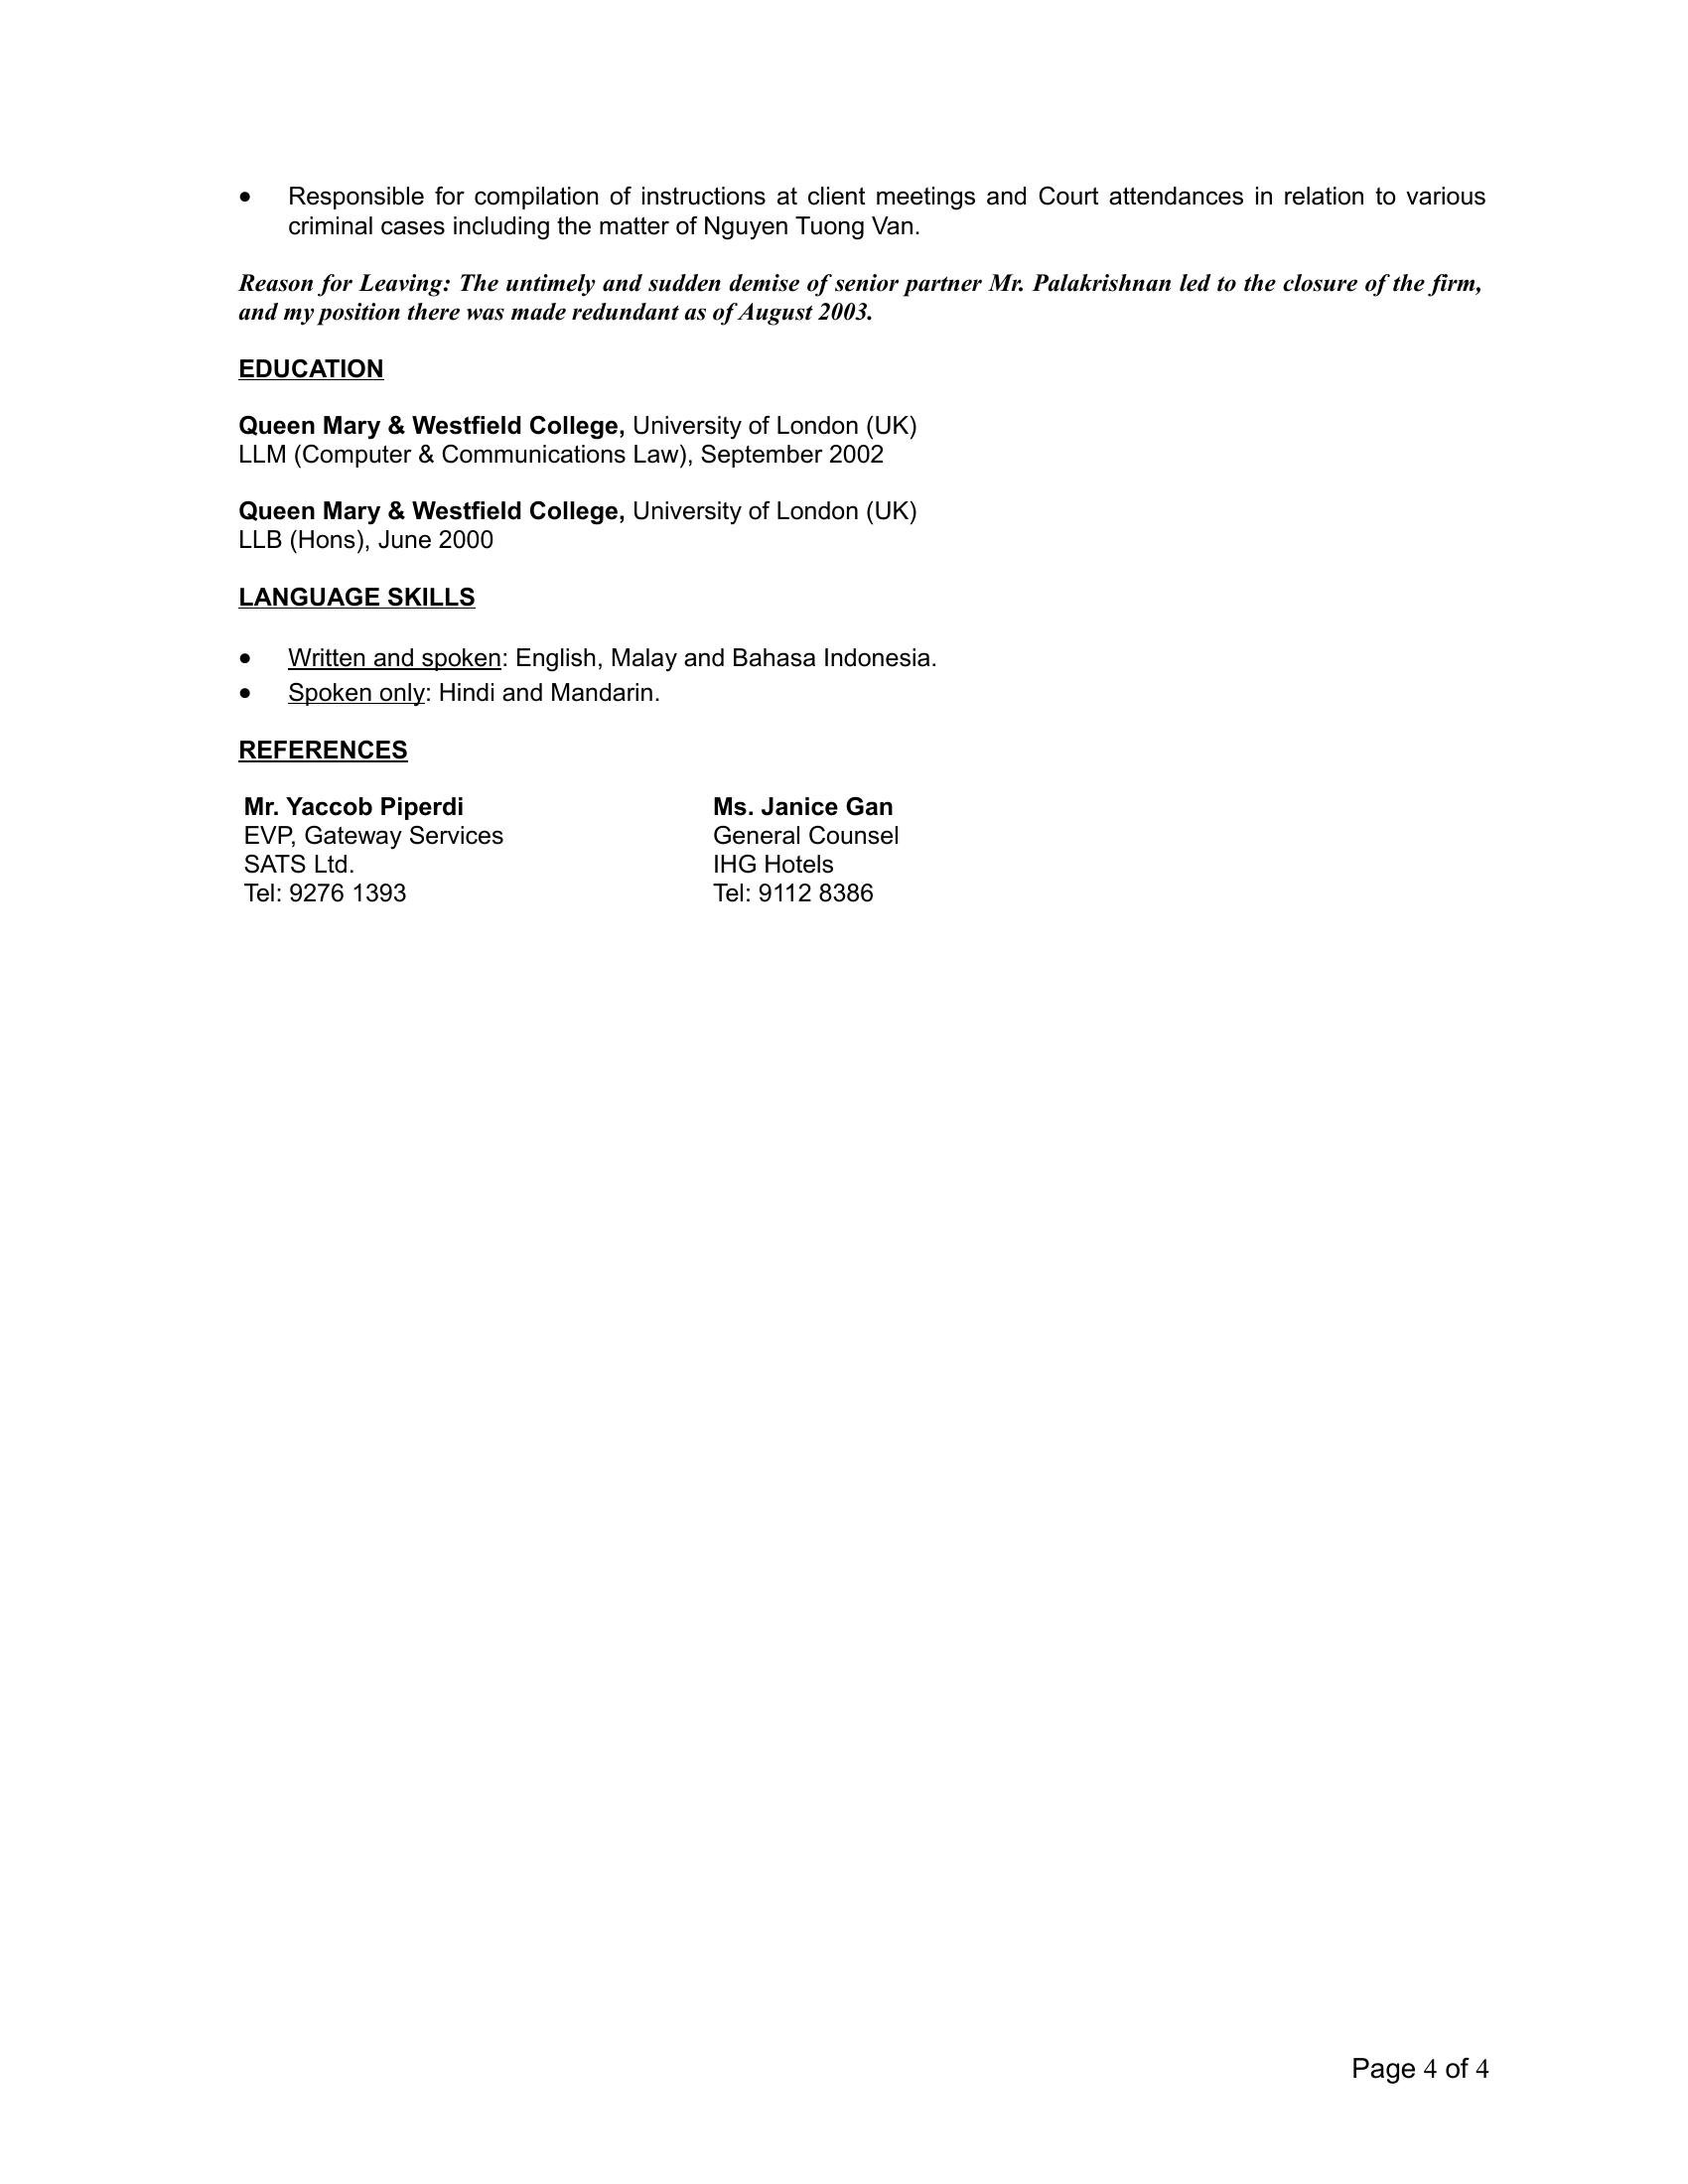 • Responsible for compilation of instructions at client meetings and Court attendances in relation to various
criminal cases including the matter of Nguyen Tuong Van.
Reason for Leaving: The untimely and sudden demise of senior partner Mr. Palakrishnan led to the closure of the firm,
and my position there was made redundant as of August 2003.
EDUCATION
Queen Mary & Westfield College, University of London (UK)
LLM (Computer & Communications Law), September 2002
Queen Mary & Westfield College, University of London (UK)
LLB (Hons), June 2000
LANGUAGE SKILLS
• Written and spoken: English, Malay and Bahasa Indonesia.
• Spoken only: Hindi and Mandarin.
REFERENCES
Mr. Yaccob Piperdi
EVP, Gateway Services
SATS Ltd.
Tel: 9276 1393
Ms. Janice Gan
General Counsel
IHG Hotels
Tel: 9112 8386
Page 4 of 4